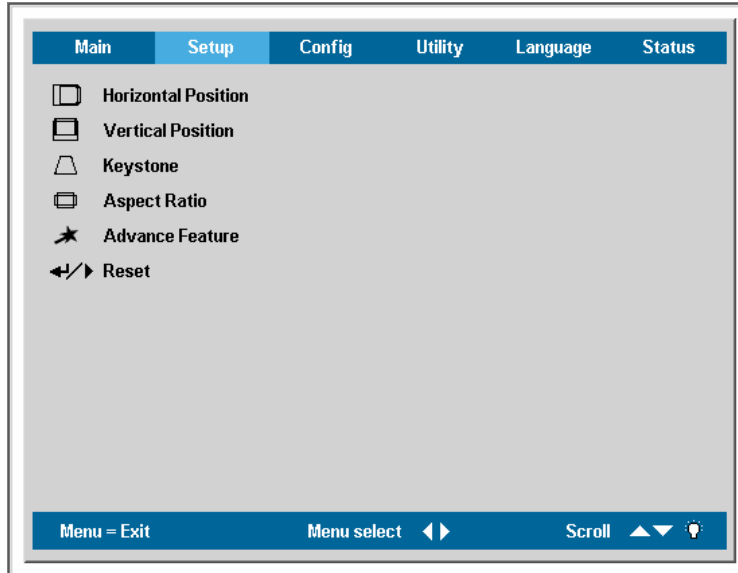 Main Setup Config Utility Language Status
Horizontal Position
Vertical Position
Keystone
Aspect Ratio
Advance Feature
Reset
Menu = Exit Menu select Scroll